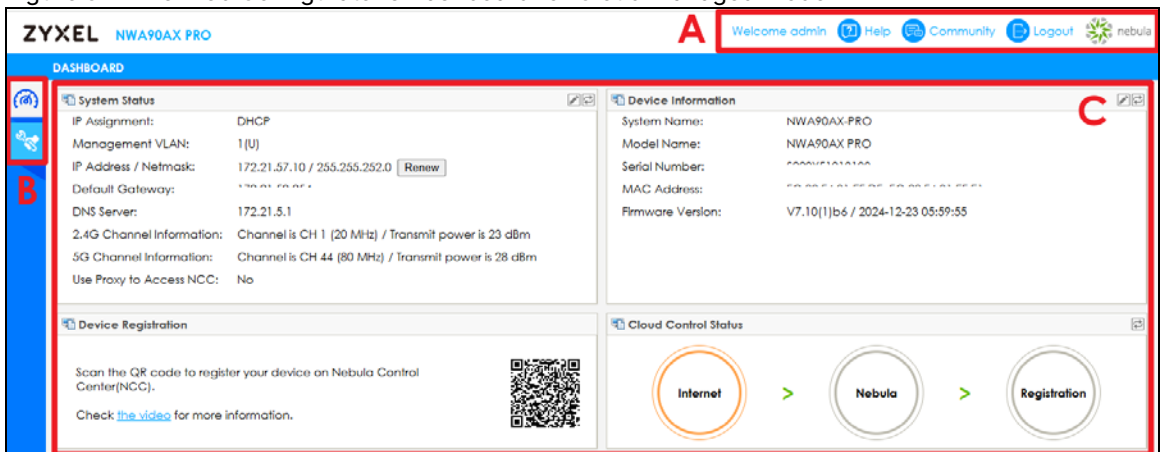 ZYXEL NWA90AX PRO
A
Welcome admin Help Community Logout nebula
DASHBOARD
B
C
System Status
IP Assignment: DHCP
Management VLAN: 1(U)
IP Address / Netmask: 172.21.57.10 / 255.255.252.0 Renew
Default Gateway:
DNS Server: 172.21.5.1
2.4G Channel Information: Channel is CH 1 (20 MHz) / Transmit power is 23 dBm
5G Channel Information: Channel is CH 44 (80 MHz) / Transmit power is 28 dBm
Use Proxy to Access NCC: No
Device Information
System Name: NWA90AX-PRO
Model Name: NWA90AX PRO
Serial Number:
MAC Address:
Firmware Version: V7.10(1)b6 / 2024-12-23 05:59:55
Device Registration
Scan the QR code to register your device on Nebula Control
Center(NCC).
Check the video for more information.
Cloud Control Status
Internet > Nebula > Registration